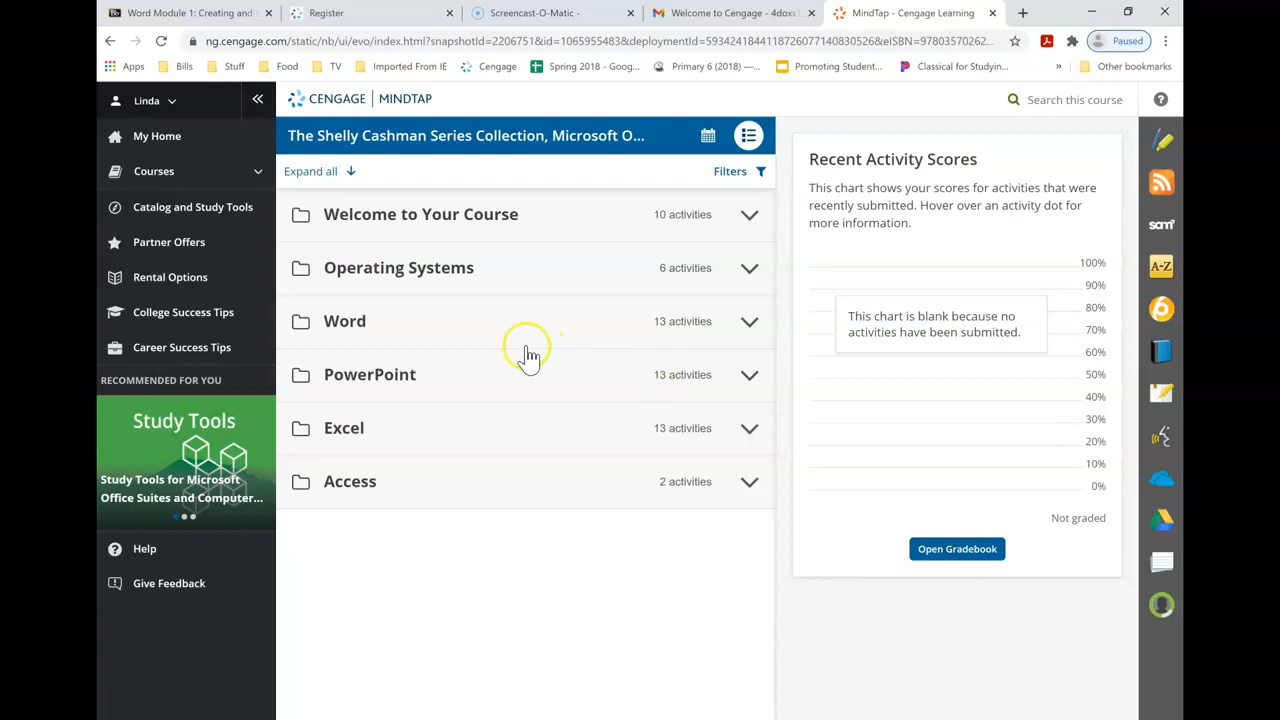 Word Module 1: Creating and
Register
Screencast-O-Matic -
Welcome to Cengage - 4doxs
MindTap - Cengage Learning
ng.cengage.com/static/nb/ui/evo/index.html?snapshotId=2206751&id=1065955483&deploymentId=59342418441187260771408305​26&eISBN=97803570262...
Paused
Apps
Bills
Stuff
Food
TV
Imported From IE
Cengage
Spring 2018 - Goog...
Primary 6 (2018) —...
Promoting Student...
Classical for Studyin...
»
Other bookmarks
Linda
CENGAGE | MINDTAP
Search this course
My Home
Courses
Catalog and Study Tools
Partner Offers
Rental Options
College Success Tips
Career Success Tips
RECOMMENDED FOR YOU
Study Tools
Study Tools for Microsoft
Office Suites and Computer...
Help
Give Feedback
The Shelly Cashman Series Collection, Microsoft O...
Expand all
Filters
Welcome to Your Course
10 activities
Operating Systems
6 activities
Word
13 activities
PowerPoint
13 activities
Excel
13 activities
Access
2 activities
Recent Activity Scores
This chart shows your scores for activities that were
recently submitted. Hover over an activity dot for
more information.
100%
90%
80%
70%
60%
50%
40%
30%
20%
10%
0%
This chart is blank because no
activities have been submitted.
Not graded
Open Gradebook
sam
A-Z